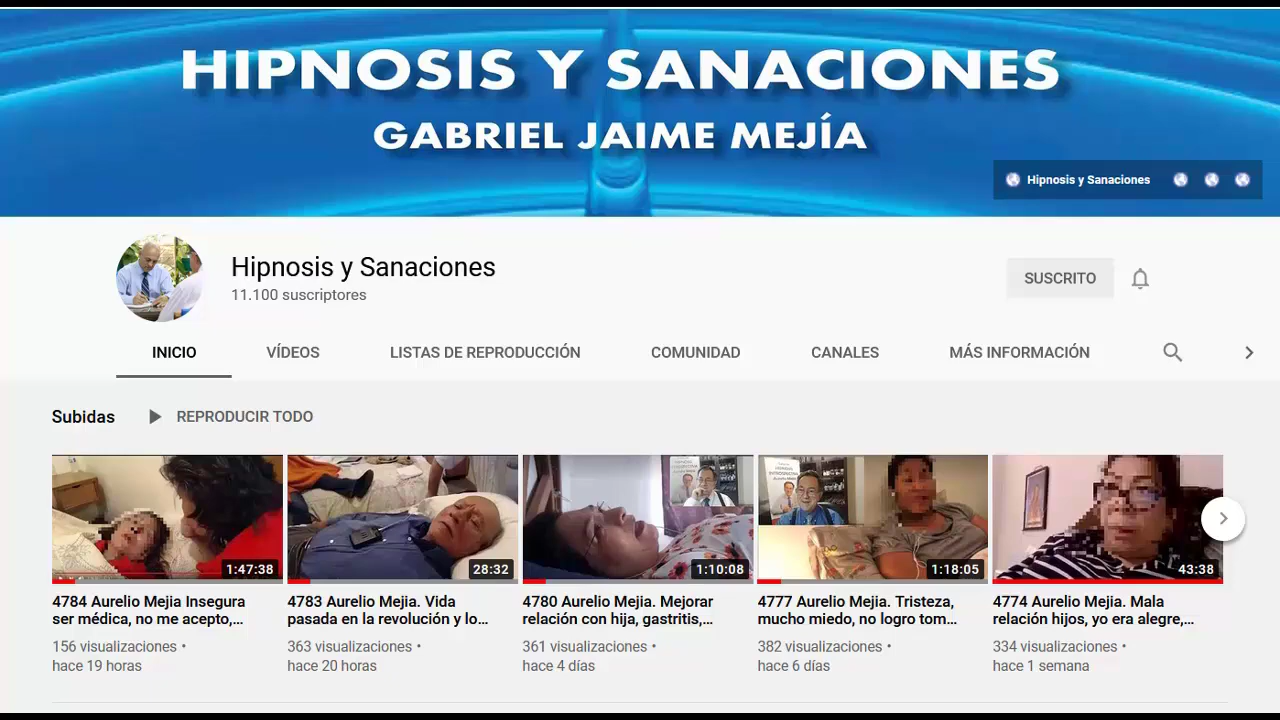 HIPNOSIS Y SANACIONES
GABRIEL JAIME MEJÍA
Hipnosis y Sanaciones
Hipnosis y Sanaciones
11.100 suscriptores
SUSCRITO
INICIO VÍDEOS LISTAS DE REPRODUCCIÓN COMUNIDAD CANALES MÁS INFORMACIÓN
Subidas REPRODUCIR TODO
1:47:38 28:32 1:10:08 1:18:05 43:38
4784 Aurelio Mejia Insegura
ser médica, no me acepto,...
156 visualizaciones •
hace 19 horas
4783 Aurelio Mejia. Vida
pasada en la revolución y lo...
363 visualizaciones •
hace 20 horas
4780 Aurelio Mejia. Mejorar
relación con hija, gastritis,...
361 visualizaciones •
hace 4 días
4777 Aurelio Mejia. Tristeza,
mucho miedo, no logro tom...
382 visualizaciones •
hace 6 días
4774 Aurelio Mejia. Mala
relación hijos, yo era alegre,...
334 visualizaciones •
hace 1 semana